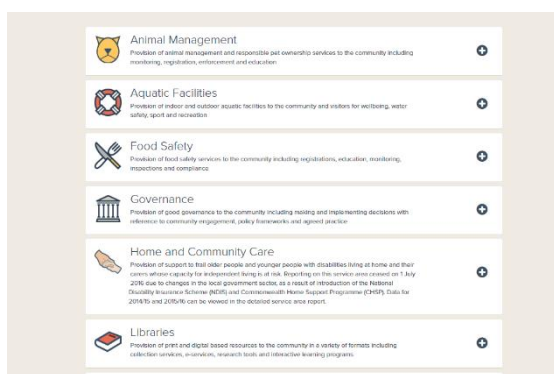 Animal Management
Provision of animal management and responsible pet ownership services to the community including
monitoring, registration, enforcement and education
Aquatic Facilities
Provision of indoor and outdoor aquatic facilities to the community and visitors for wellbeing, water
safety, sport and recreation
Food Safety
Provision of food safety services to the community including registrations, education, monitoring,
inspections and compliance
Governance
Provision of good governance to the community including making and implementing decisions with
reference to community engagement, policy frameworks and agreed practice
Home and Community Care
Provision of support to frail older people and younger people with disabilities living at home and their
carers whose capacity for independent living is at risk. Reporting on this service area ceased on 1 July
2016 due to changes in the local government sector, as a result of introduction of the National
Disability Insurance Scheme (NDIS) and Commonwealth Home Support Programme (CHSP). Data for
2014/15 and 2015/16 can be viewed in the detailed service area report.
Libraries
Provision of print and digital based resources to the community in a variety of formats including
collection services, e-services, research tools and interactive learning programs